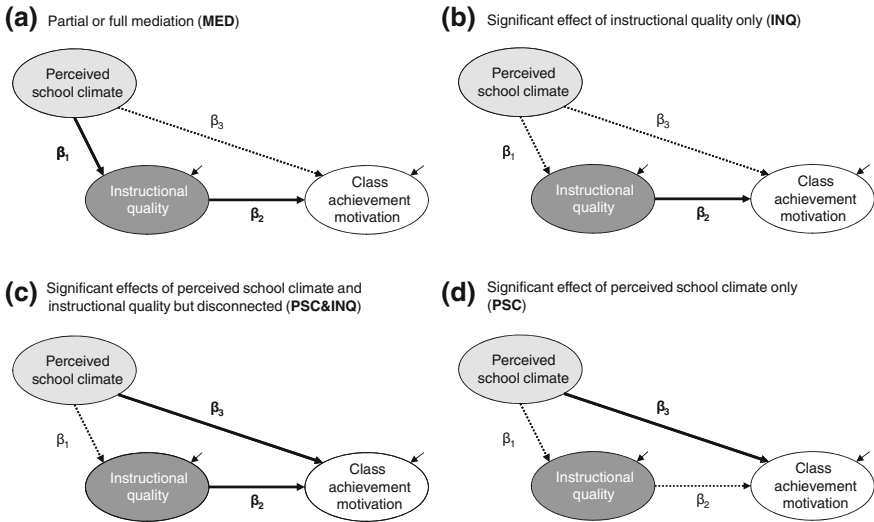 (a) Partial or full mediation (MED)
Perceived
school climate
β3
β1
Instructional
quality
β2
Class
achievement
motivation
(b) Significant effect of instructional quality only (INQ)
Perceived
school climate
β3
β1
Instructional
quality
β2
Class
achievement
motivation
(c) Significant effects of perceived school climate and
instructional quality but disconnected (PSC&INQ)
Perceived
school climate
β3
β1
Instructional
quality
β2
Class
achievement
motivation
(d) Significant effect of perceived school climate only
(PSC)
Perceived
school climate
β3
β1
Instructional
quality
β2
Class
achievement
motivation